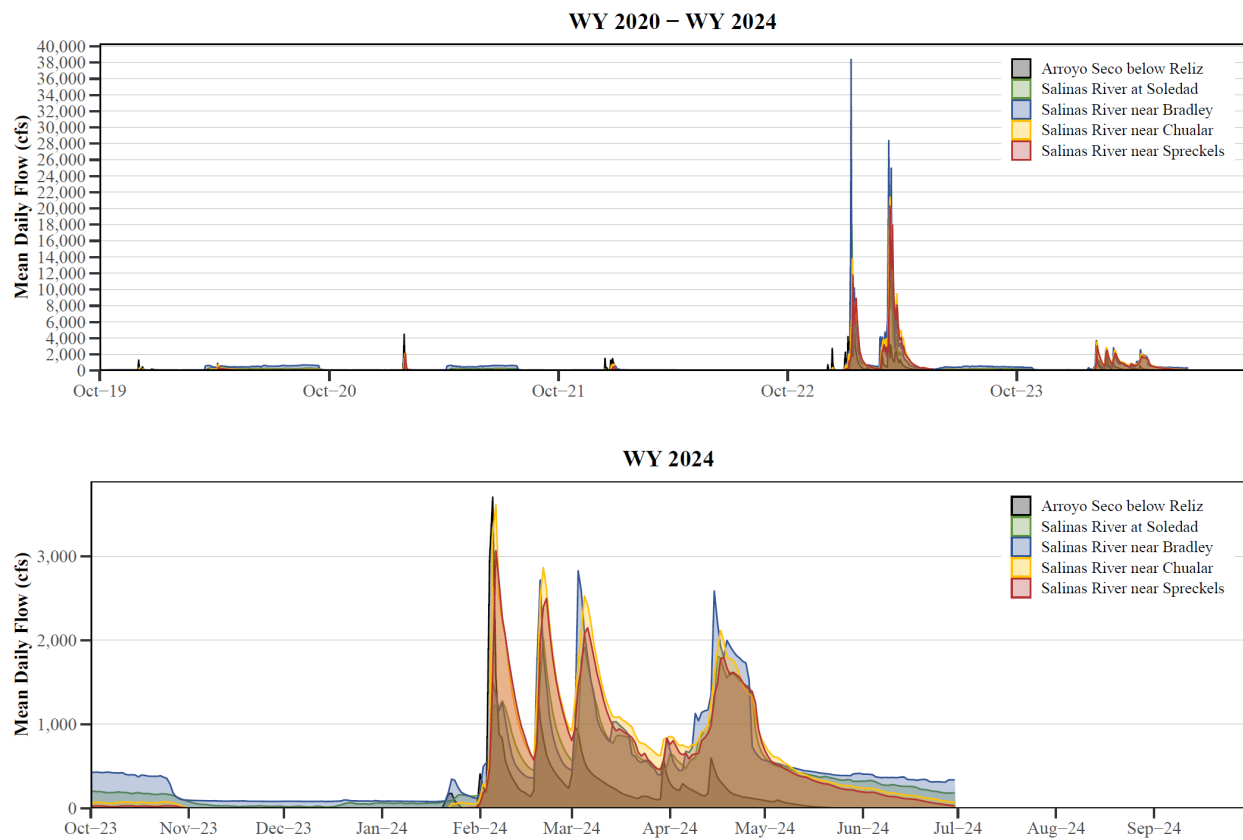 WY 2020 − WY 2024
Mean Daily Flow (cfs)
40,000
38,000
36,000
34,000
32,000
30,000
28,000
26,000
24,000
22,000
20,000
18,000
16,000
14,000
12,000
10,000
8,000
6,000
4,000
2,000
0
Arroyo Seco below Reliz
Salinas River at Soledad
Salinas River near Bradley
Salinas River near Chualar
Salinas River near Spreckels
Oct−19 Oct−20 Oct−21 Oct−22 Oct−23
WY 2024
Mean Daily Flow (cfs)
3,000
2,000
1,000
0
Arroyo Seco below Reliz
Salinas River at Soledad
Salinas River near Bradley
Salinas River near Chualar
Salinas River near Spreckels
Oct−23 Nov−23 Dec−23 Jan−24 Feb−24 Mar−24 Apr−24 May−24 Jun−24 Jul−24 Aug−24 Sep−24